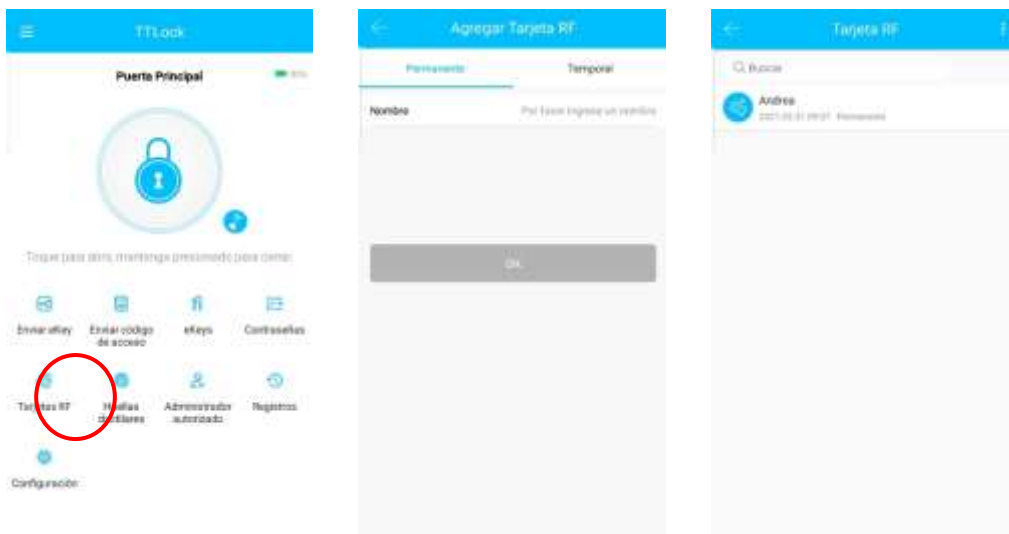 TTLock
Puerta Principal
Toque para abrir, mantenga presionado para cerrar.
Enviar eKey
Enviar código
de acceso
eKeys
Contraseñas
Tarjetas RF
Huellas
dactilares
Administrador
autorizado
Registros
Configuración
Agregar Tarjeta RF
Permanente
Temporal
Nombre
Por favor ingrese un nombre
OK
Tarjeta RF
Buscar
Andrea
Permanente